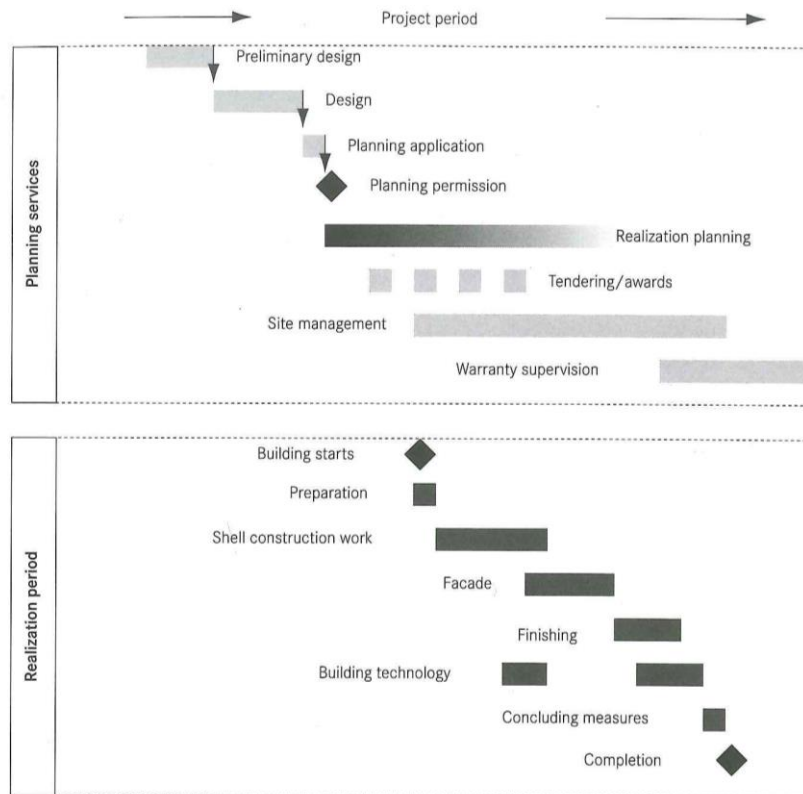 Project period
Planning services
Preliminary design
Design
Planning application
Planning permission
Realization planning
Tendering/awards
Site management
Warranty supervision
Realization period
Building starts
Preparation
Shell construction work
Facade
Finishing
Building technology
Concluding measures
Completion